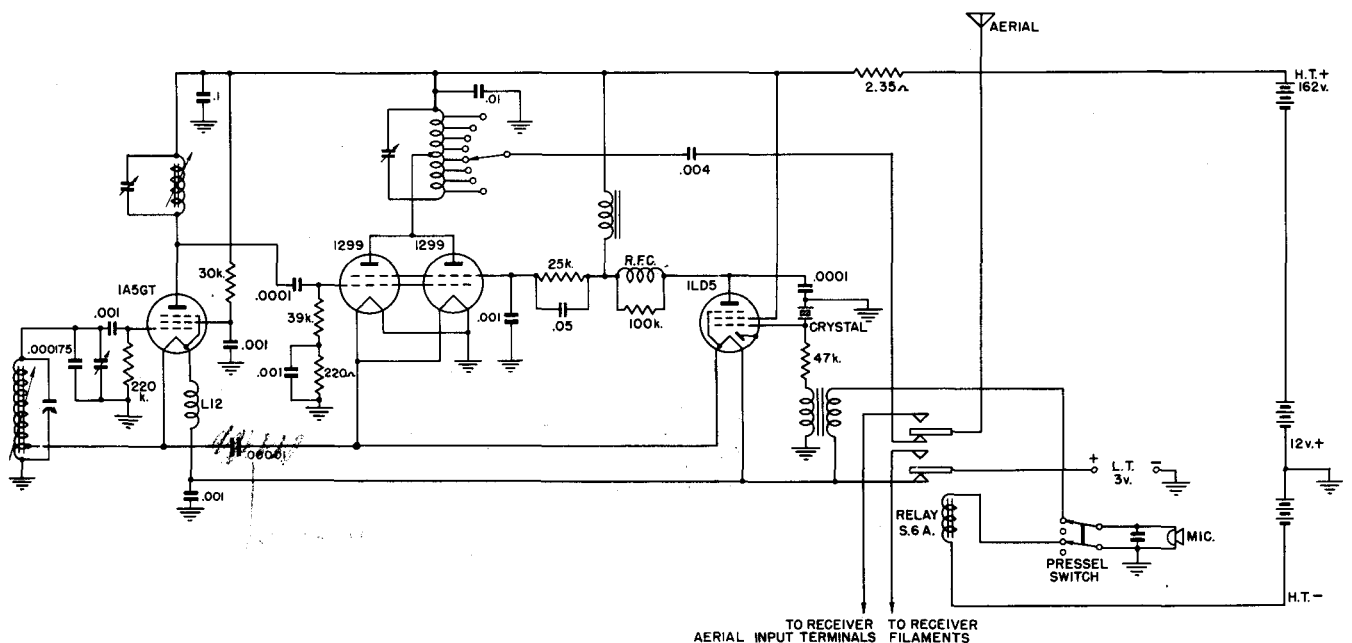 AERIAL
H.T.+
162v.
2.35Ω
.1
.01
.004
1299
1299
30k.
25k.
R.F.C.
1LD5
.0001
1A5GT
.0001
.001
.05
100k.
CRYSTAL
.001
39k.
.001
.000175
220
k.
.001
220Ω
47k.
L12
12v.+
+
L.T.
3v.
−
.001
RELAY
S.6A.
MIC.
PRESSEL
SWITCH
H.T.−
TO RECEIVER
AERIAL INPUT TERMINALS
TO RECEIVER
FILAMENTS